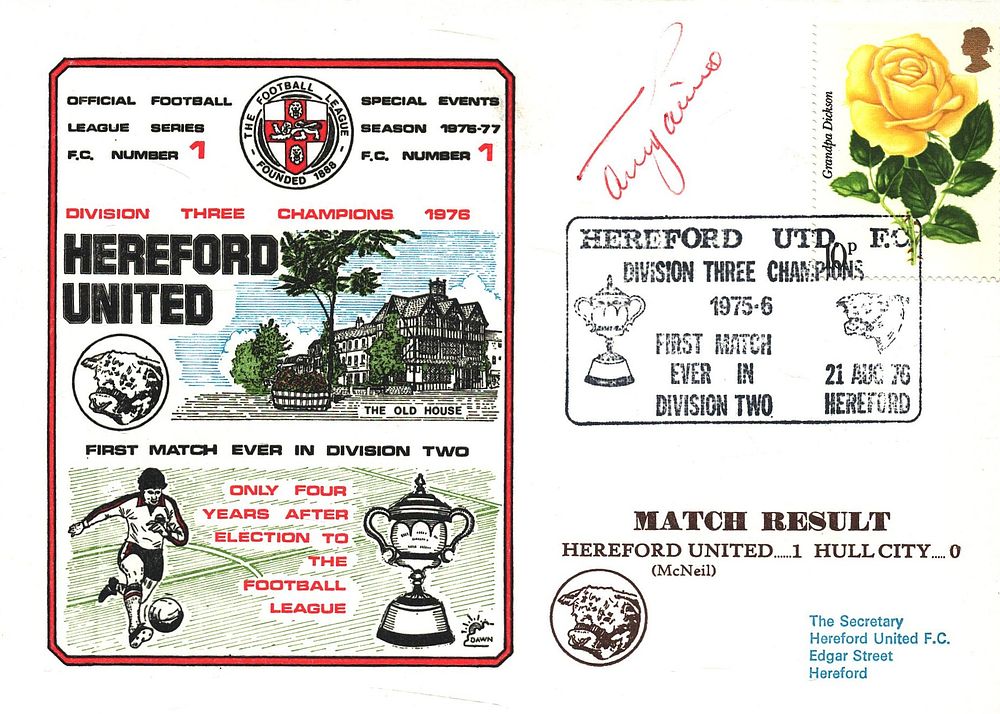 OFFICIAL FOOTBALL
LEAGUE SERIES
F.C. NUMBER 1
THE FOOTBALL LEAGUE
FOUNDED 1888
SPECIAL EVENTS
SEASON 1976-77
F.C. NUMBER 1
DIVISION THREE CHAMPIONS 1976
HEREFORD
UNITED
THE OLD HOUSE
FIRST MATCH EVER IN DIVISION TWO
ONLY FOUR
YEARS AFTER
ELECTION TO
THE
FOOTBALL
LEAGUE
DAWN
Grandpa Dickson
10p
HEREFORD UTD F.C.
DIVISION THREE CHAMPIONS
1975-6
FIRST MATCH
EVER IN
DIVISION TWO
21 AUG 76
HEREFORD
MATCH RESULT
HEREFORD UNITED.....1 HULL CITY.... 0
(McNeil)
The Secretary
Hereford United F.C.
Edgar Street
Hereford